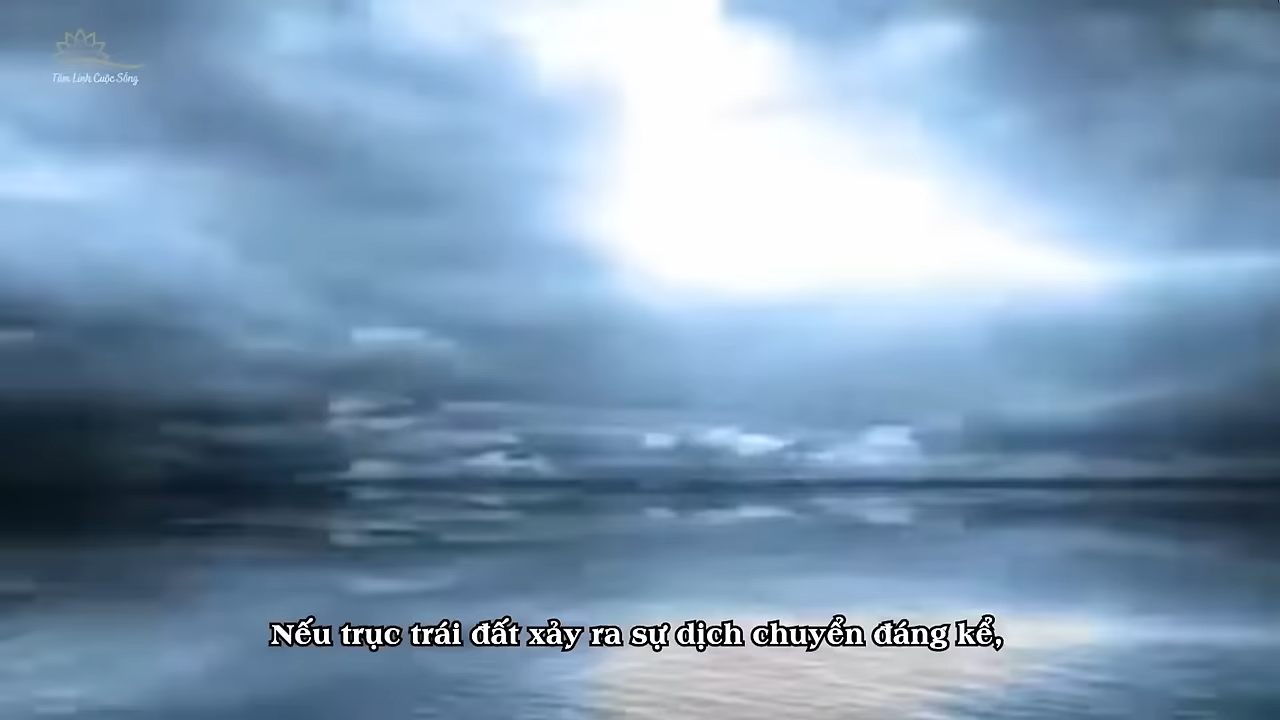 Tâm Linh Cuộc Sống
Nếu trục trái đất xảy ra sự dịch chuyển đáng kể,